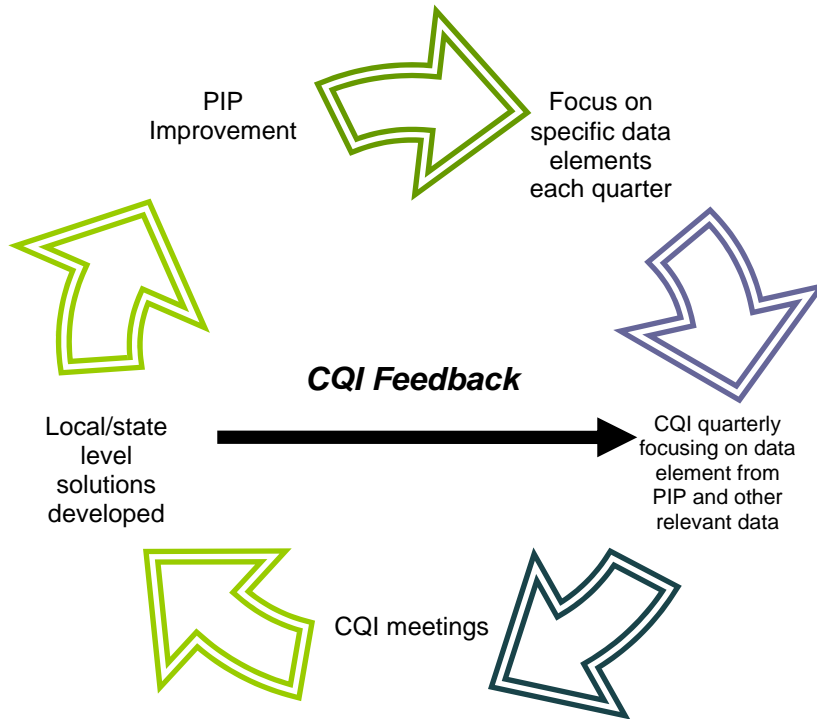 PIP
Improvement
Focus on
specific data
elements
each quarter
CQI Feedback
Local/state
level
solutions
developed
CQI quarterly
focusing on data
element from
PIP and other
relevant data
CQI meetings